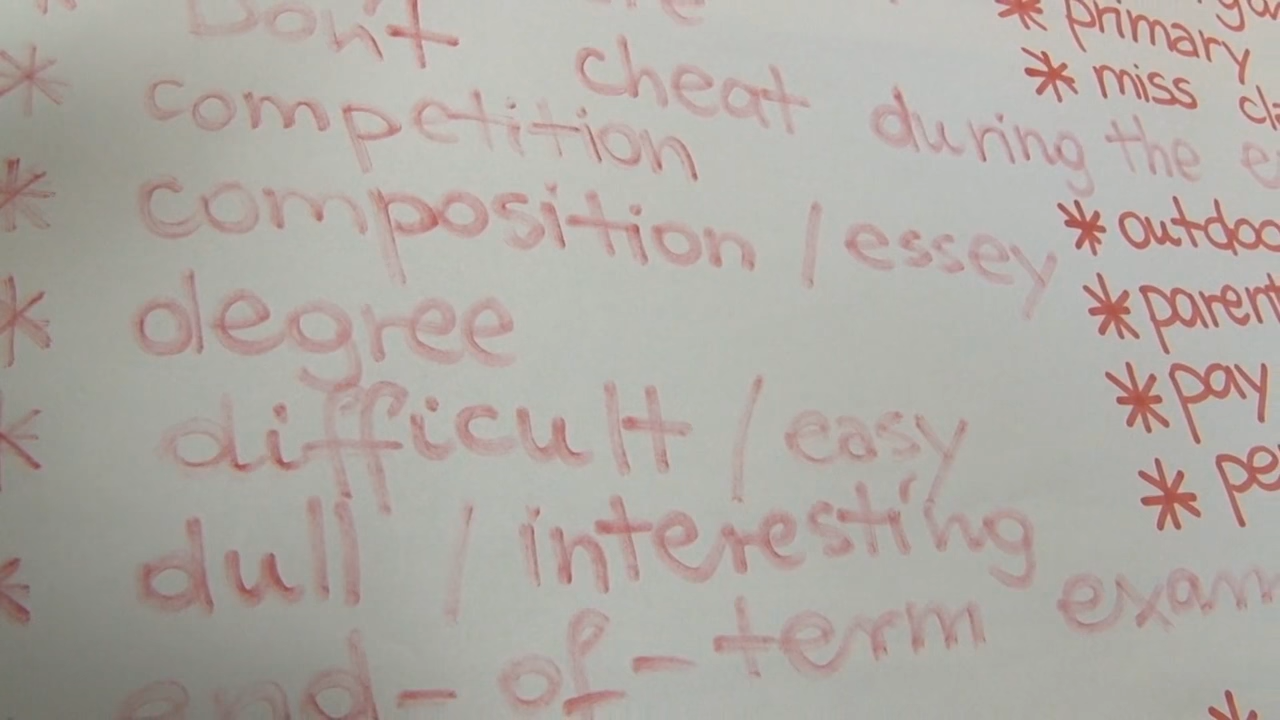 Don't cheat during the
* competition
* composition / essey
* degree
* difficult / easy
* dull / interesting
end-of-term exam
* primary
* miss
* outdoo
* parent
* pay
* pe